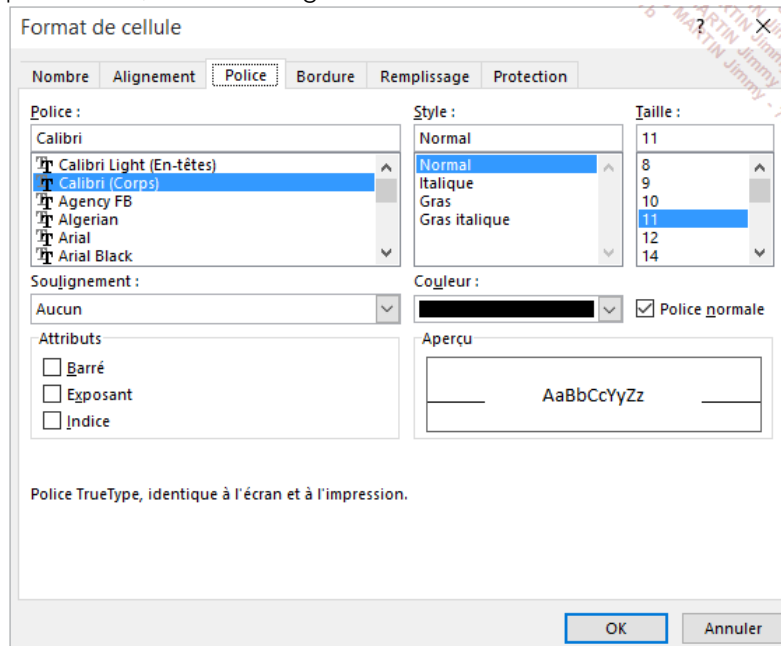 Format de cellule
? X
Nombre Alignement Police Bordure Remplissage Protection
Police : Style : Taille :
Calibri Normal 11
Calibri Light (En-têtes) Normal 8
Calibri (Corps) Italique 9
Agency FB Gras 10
Algerian Gras italique 11
Arial 12
Arial Black 14
Soulignement : Couleur :
Aucun Police normale
Attributs Aperçu
Barré
Exposant AaBbCcYyZz
Indice
Police TrueType, identique à l'écran et à l'impression.
OK Annuler
MARTIN Jimmy